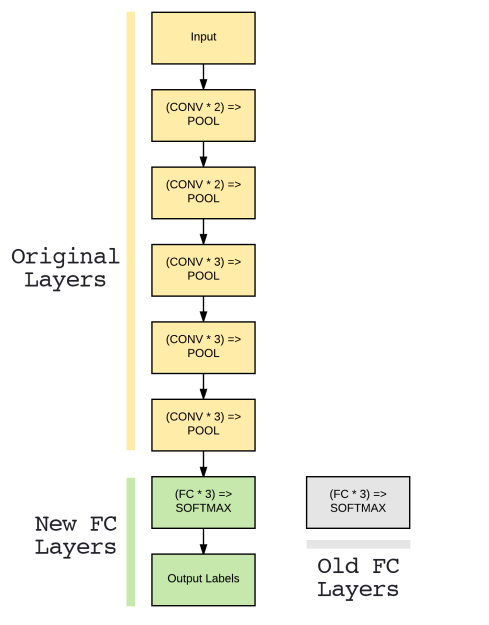 Input
(CONV * 2) =>
POOL
(CONV * 2) =>
POOL
Original
Layers
(CONV * 3) =>
POOL
(CONV * 3) =>
POOL
(CONV * 3) =>
POOL
New FC
Layers
(FC * 3) =>
SOFTMAX
Output Labels
(FC * 3) =>
SOFTMAX
Old FC
Layers